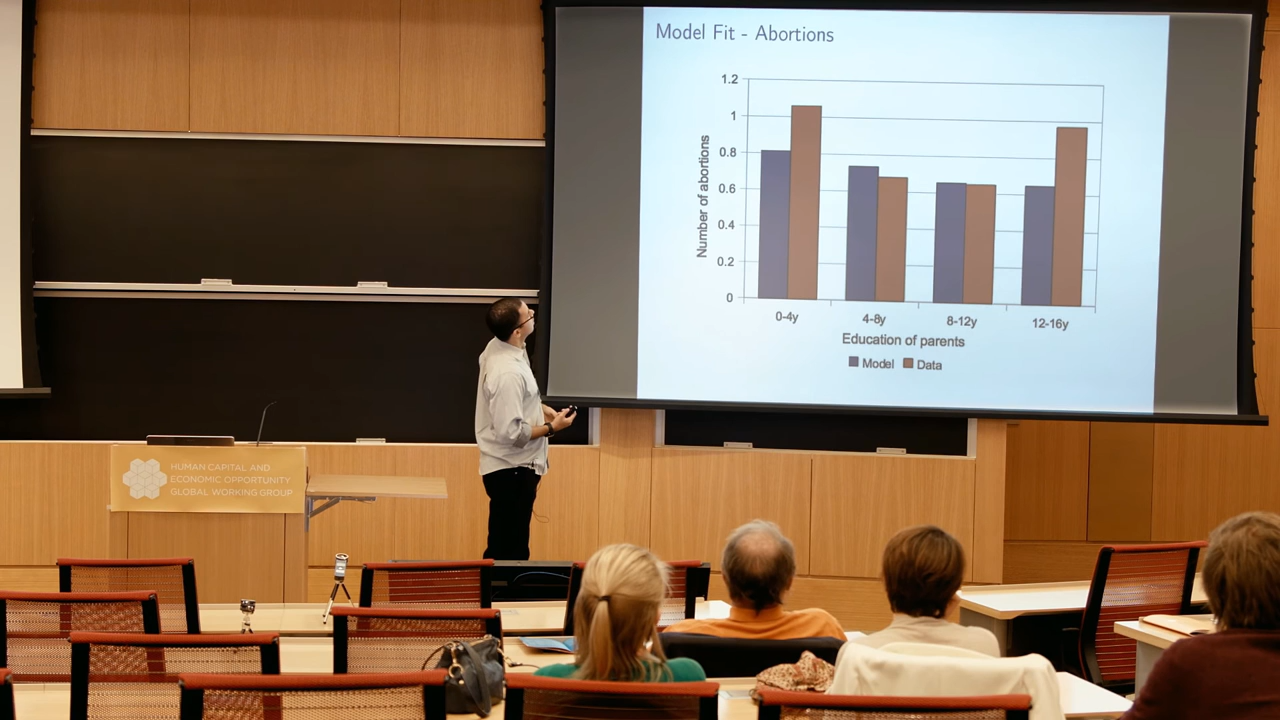 Model Fit - Abortions
1.2
1
0.8
0.6
0.4
0.2
0
Number of abortions
0-4y 4-8y 8-12y 12-16y
Education of parents
Model Data
HUMAN CAPITAL AND
ECONOMIC OPPORTUNITY
GLOBAL WORKING GROUP